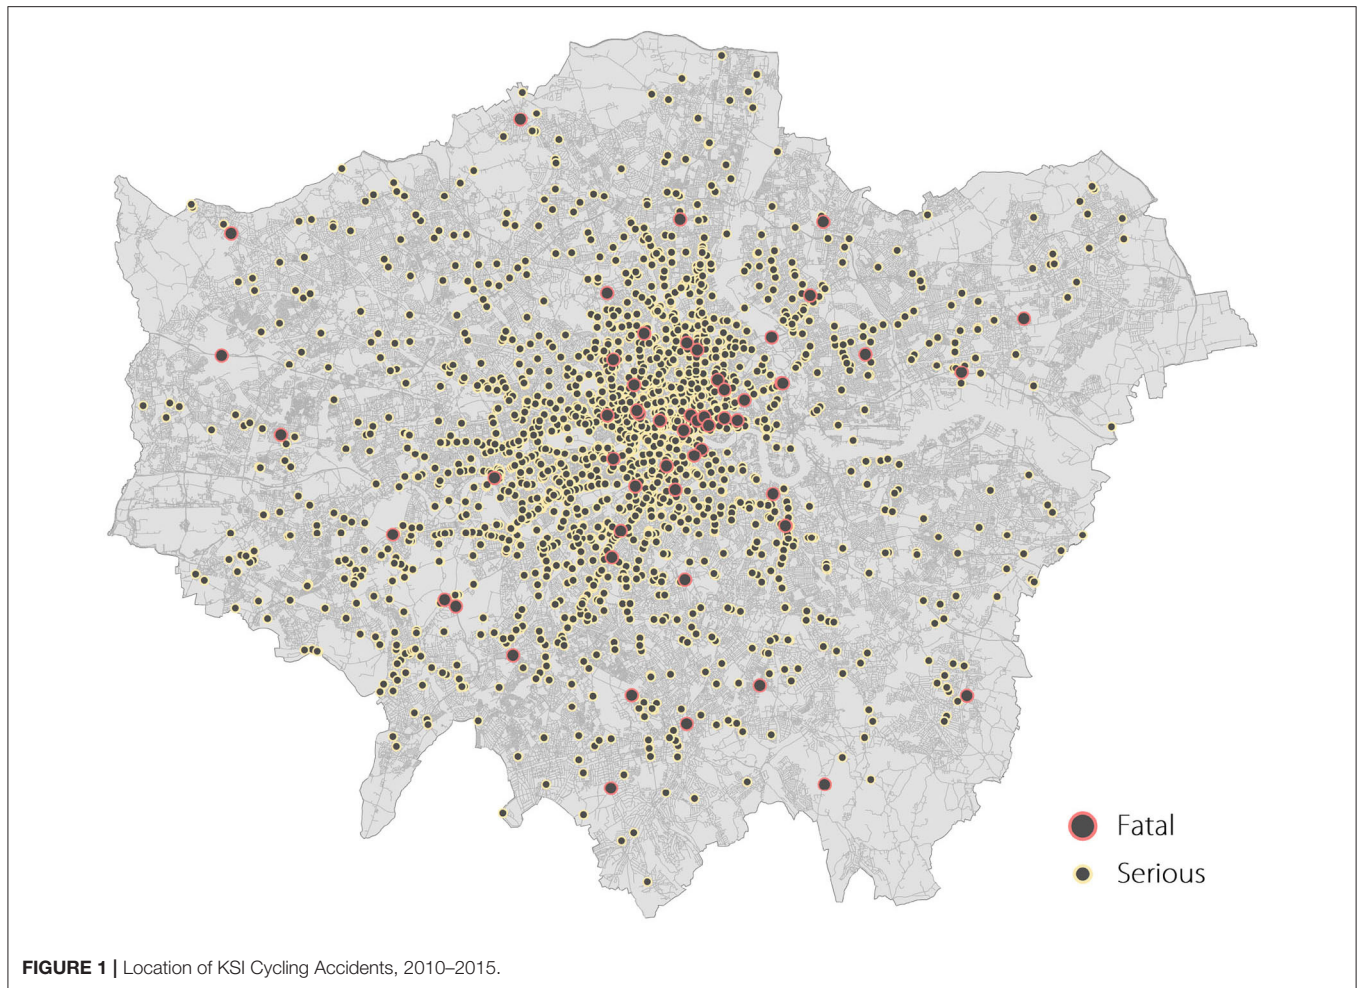 Fatal
Serious
FIGURE 1 | Location of KSI Cycling Accidents, 2010–2015.